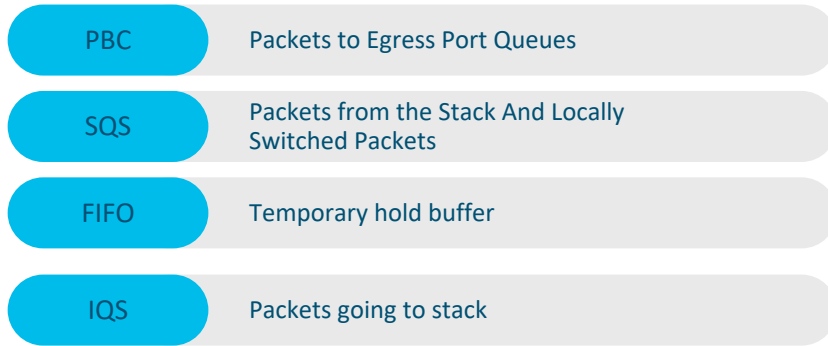 PBC
Packets to Egress Port Queues
SQS
Packets from the Stack And Locally
Switched Packets
FIFO
Temporary hold buffer
IQS
Packets going to stack